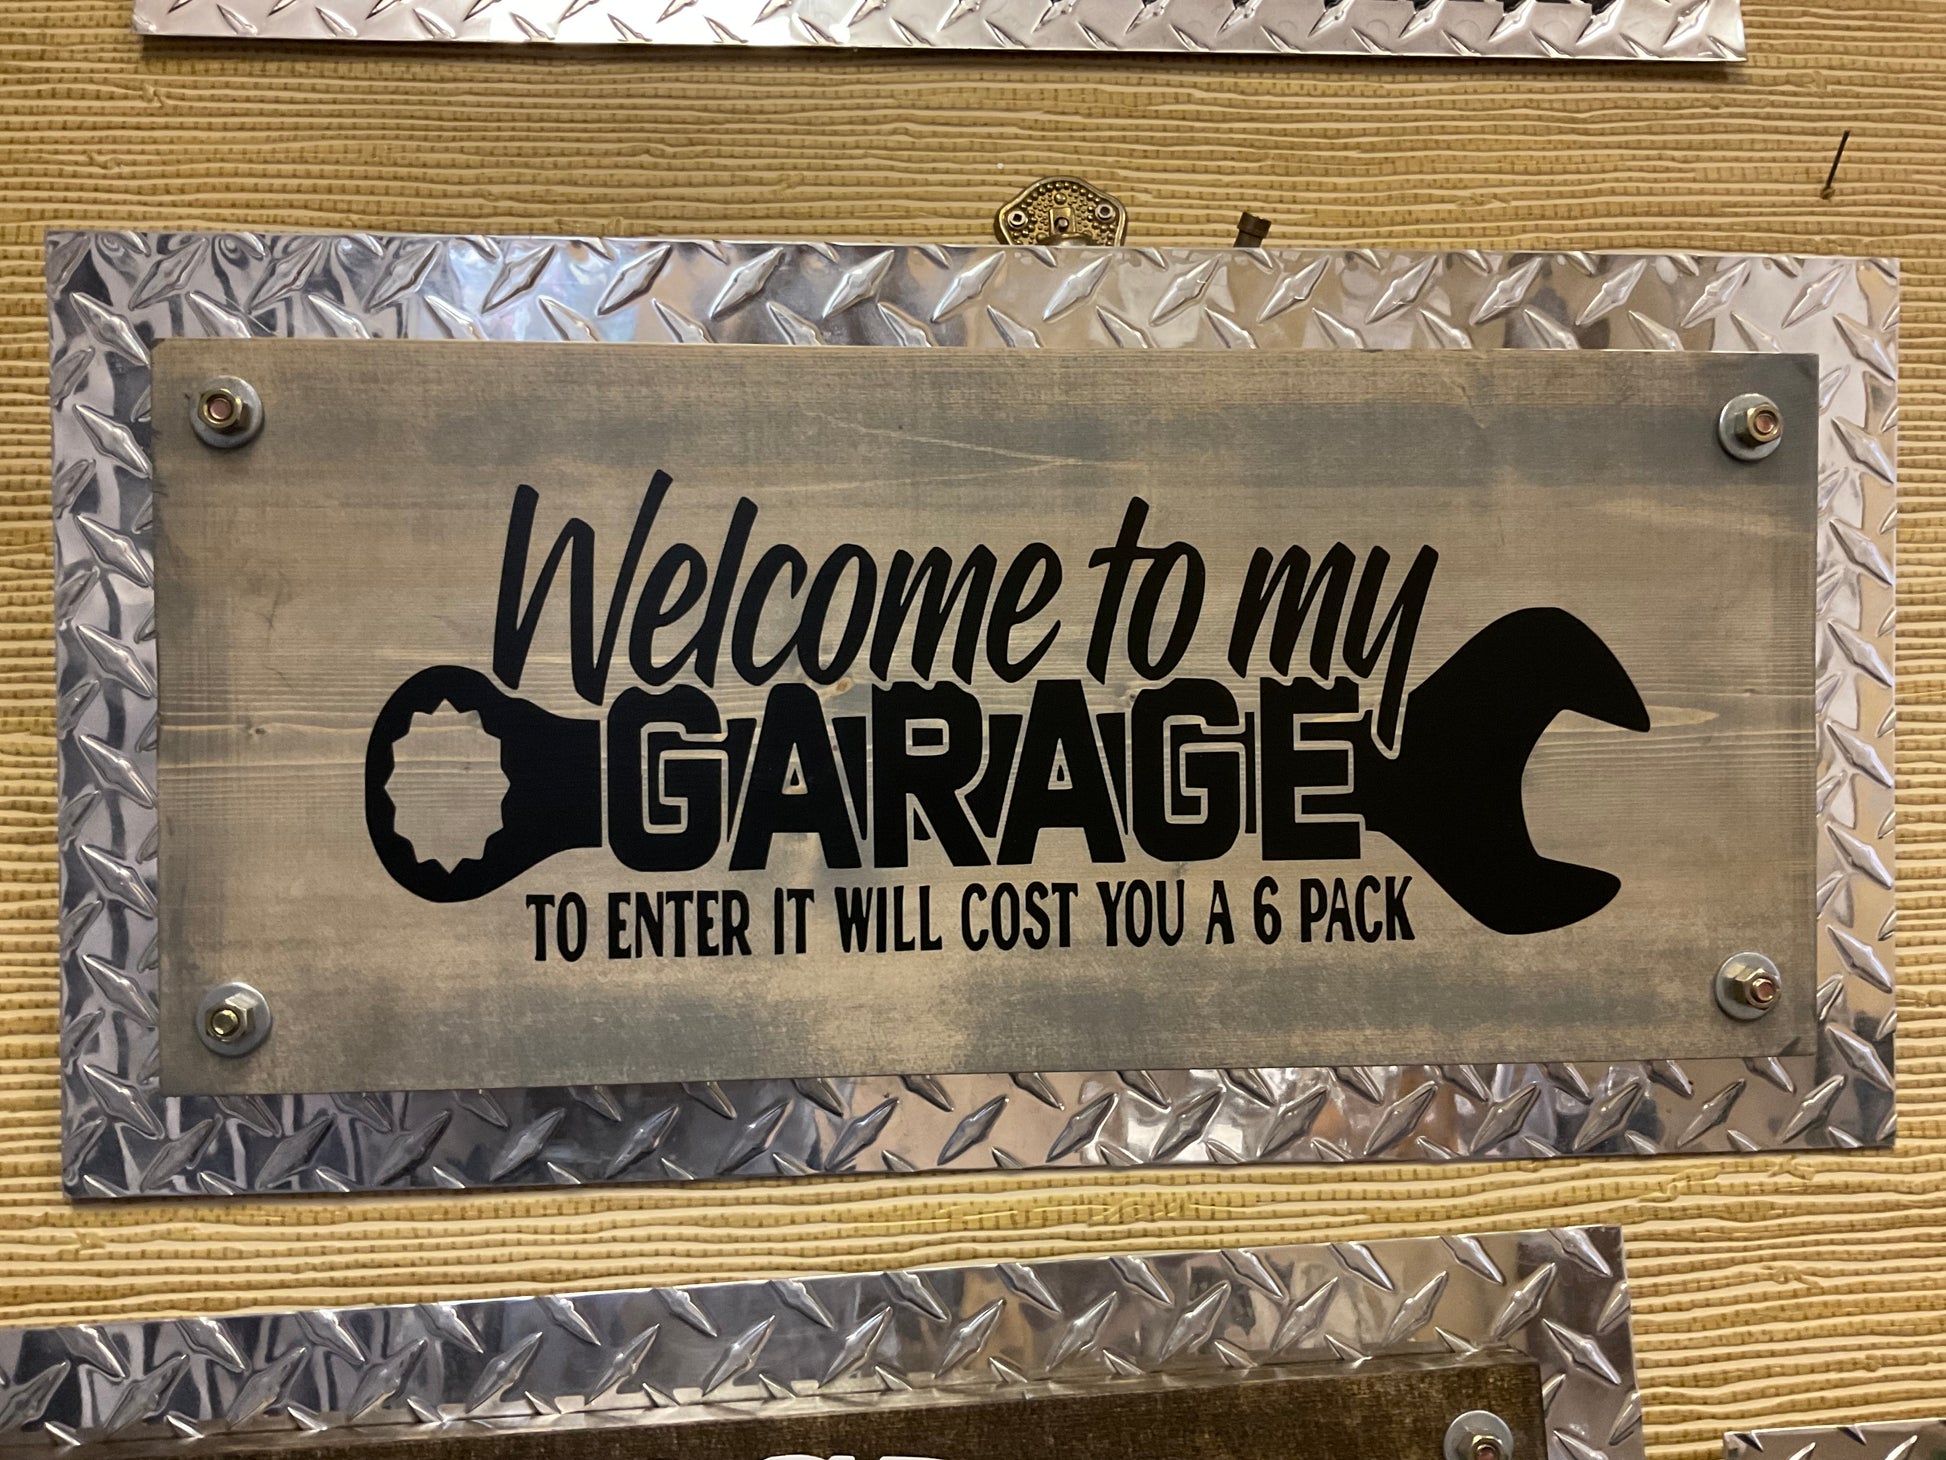 Welcome to my
GARAGE
TO ENTER IT WILL COST YOU A 6 PACK